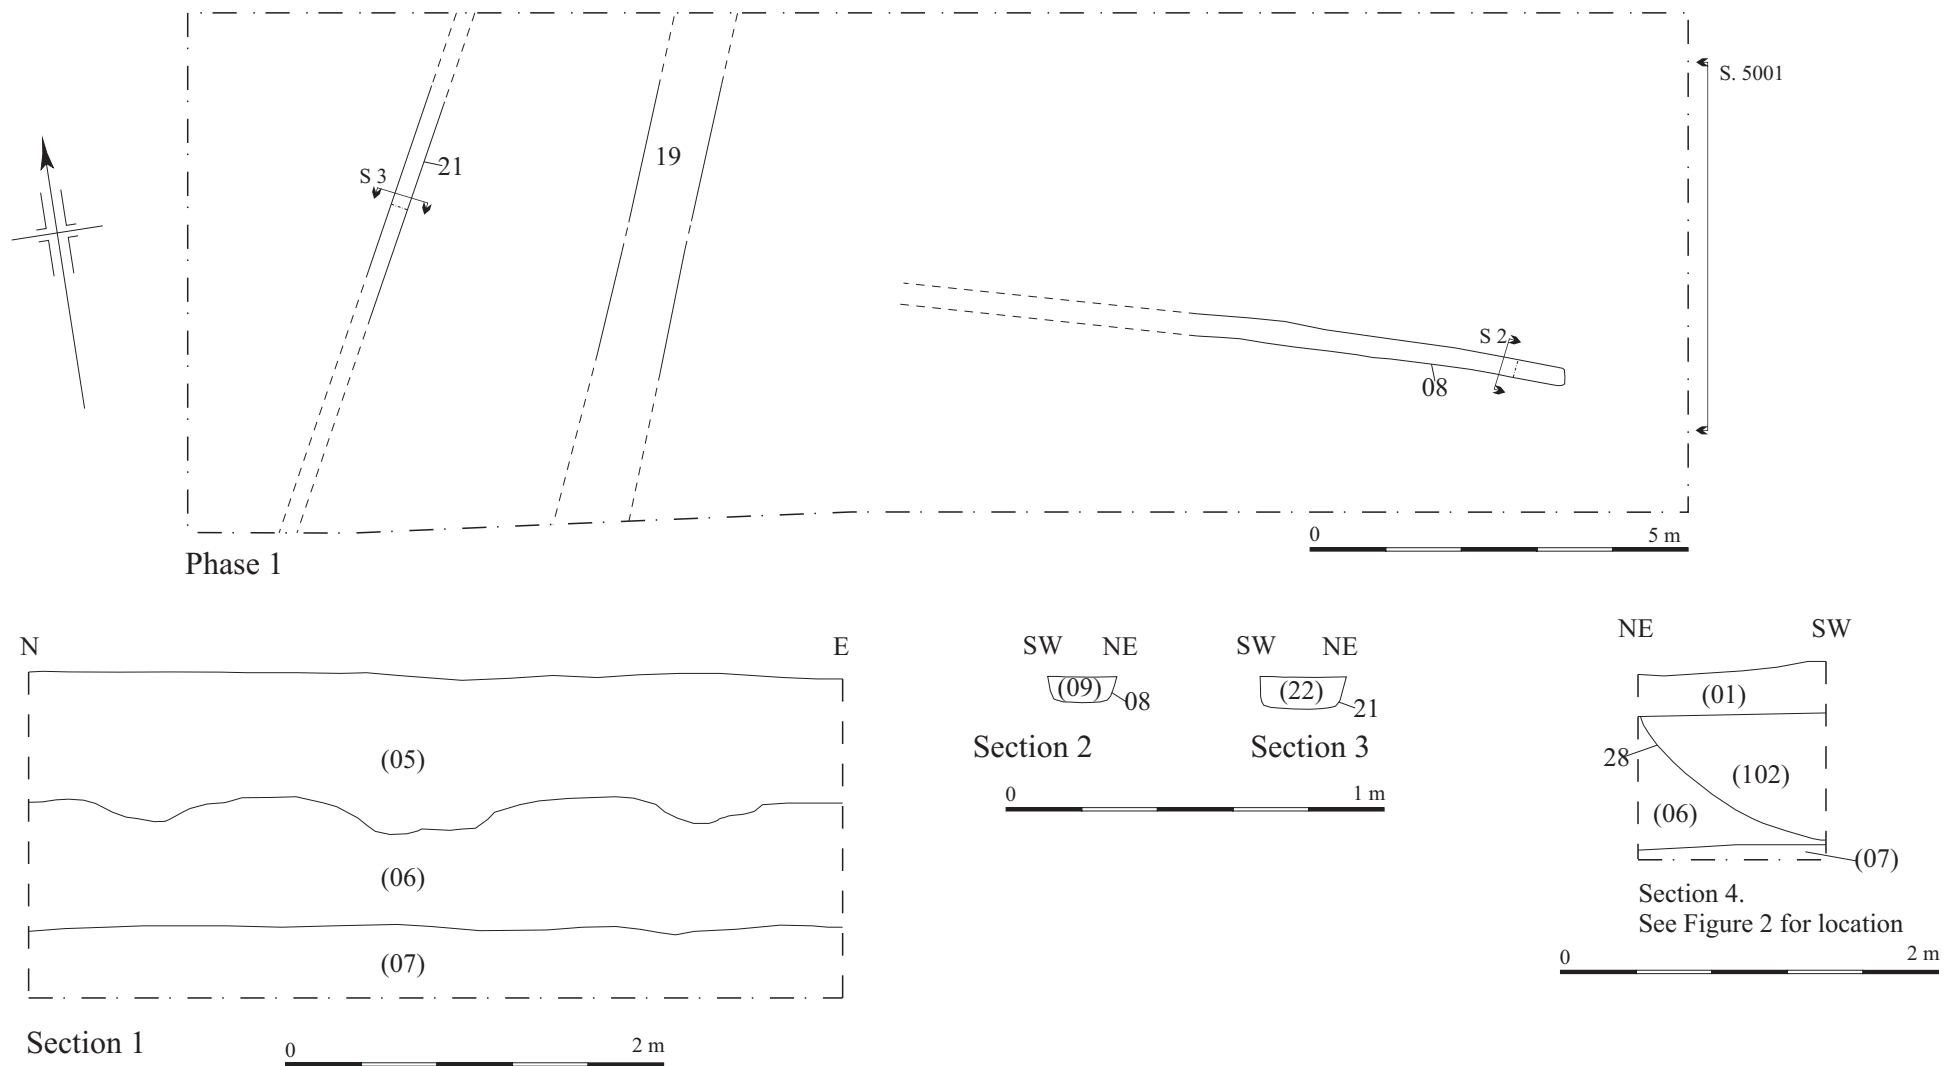 S. 5001
19
21
S 3
S 2
08
0 5 m
Phase 1
N E
(05)
(06)
(07)
Section 1
0 2 m
SW NE
(09)
08
Section 2
SW NE
(22)
21
Section 3
0 1 m
NE SW
(01)
28
(102)
(06)
(07)
Section 4.
See Figure 2 for location
0 2 m